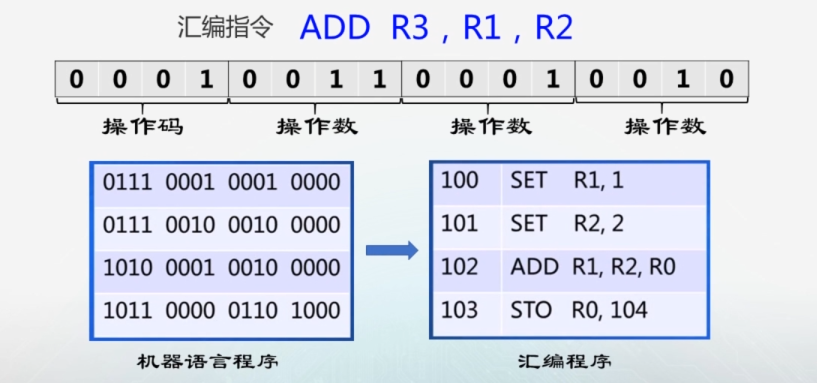 汇编指令 ADD R3 , R1 , R2
0 0 0 1 0 0 1 1 0 0 0 1 0 0 1 0
操作码 操作数 操作数 操作数
0111 0001 0001 0000
0111 0010 0010 0000
1010 0001 0010 0000
1011 0000 0110 1000
机器语言程序
100 SET R1, 1
101 SET R2, 2
102 ADD R1, R2, R0
103 STO R0, 104
汇编程序